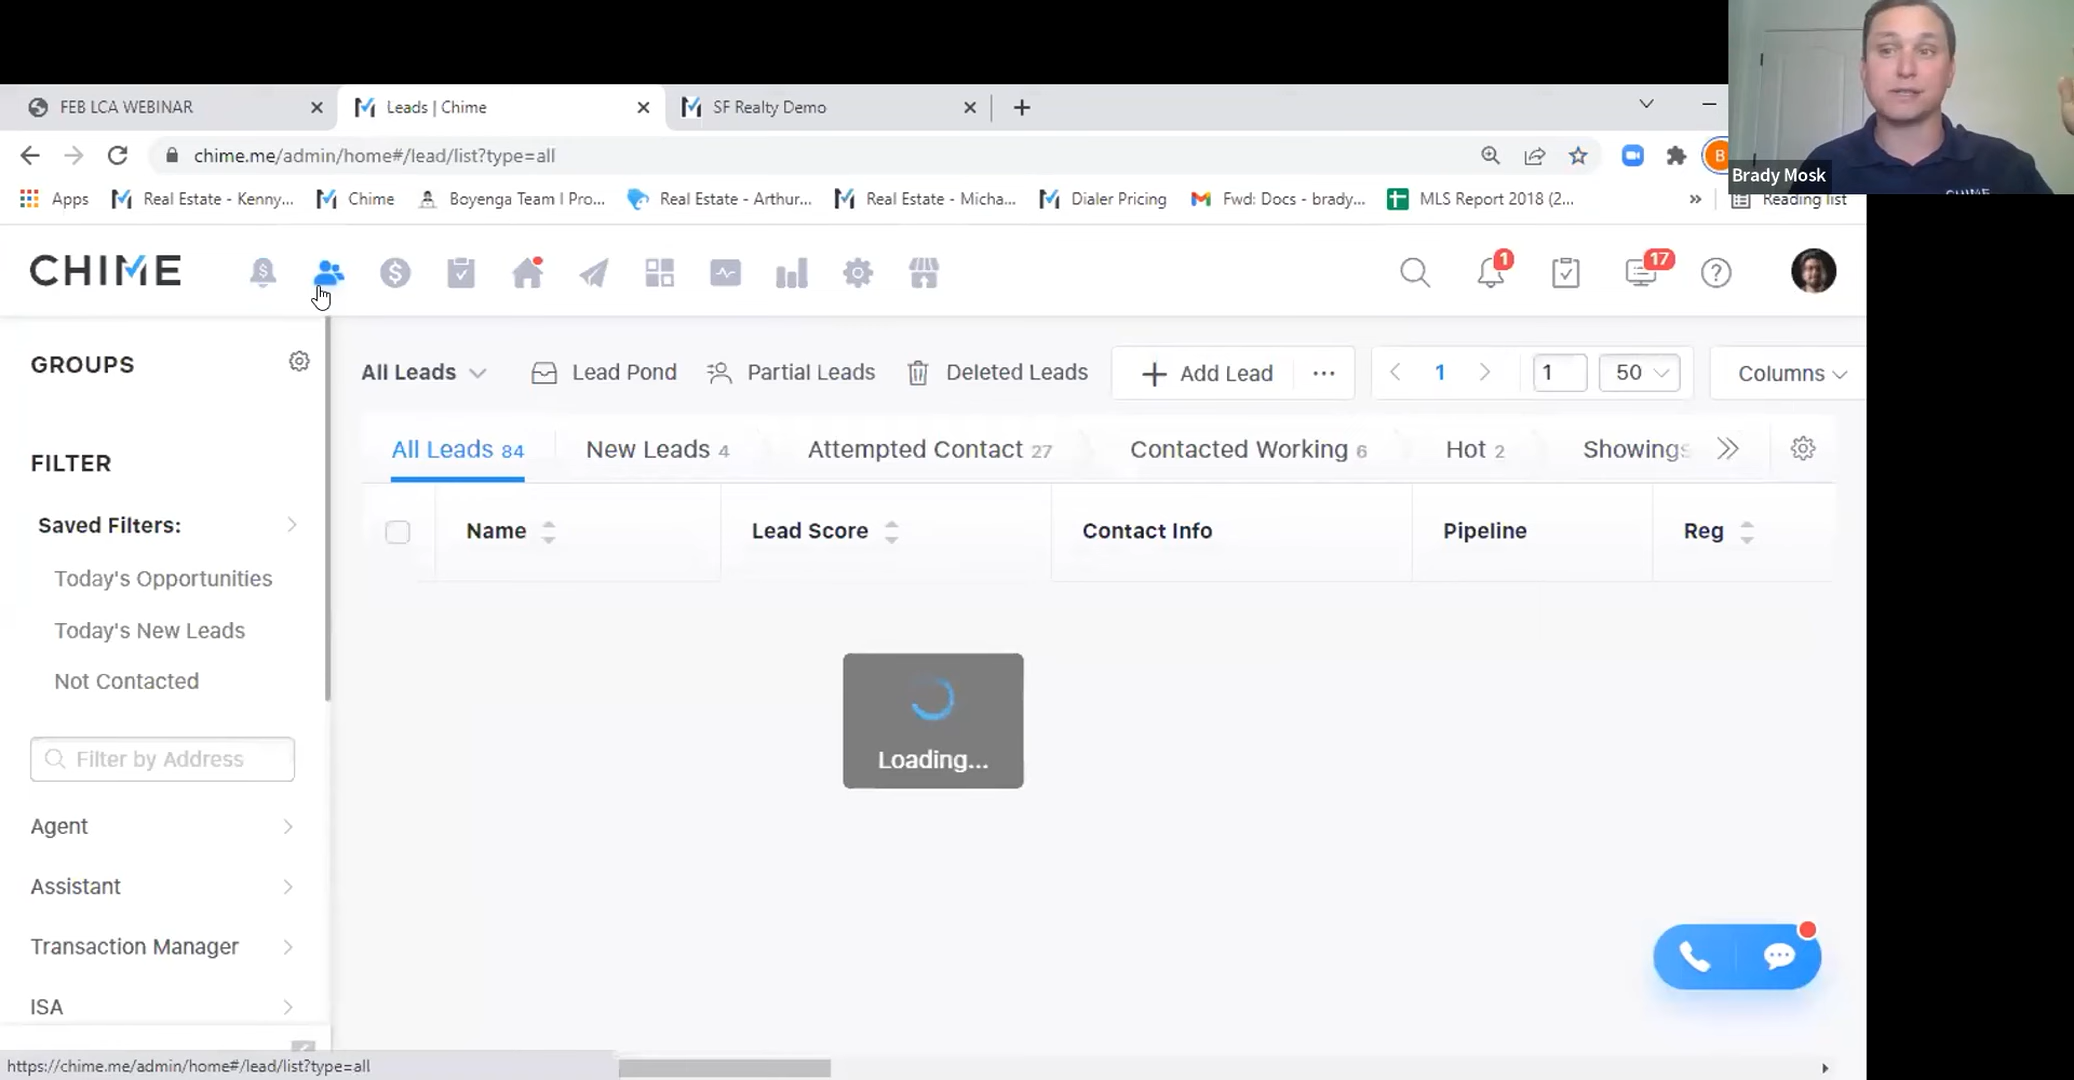 FEB LCA WEBINAR
Leads | Chime
SF Realty Demo
chime.me/admin/home#/lead/list?type=all
B
Brady Mosk
Apps
Real Estate - Kenny...
Chime
Boyenga Team l Pro...
Real Estate - Arthur...
Real Estate - Micha...
Dialer Pricing
Fwd: Docs - brady...
MLS Report 2018 (2...
»
Reading list
CHIME
1
17
GROUPS
All Leads
Lead Pond
Partial Leads
Deleted Leads
+ Add Lead
...
1
1
50
Columns
All Leads 84
New Leads 4
Attempted Contact 27
Contacted Working 6
Hot 2
Showings
FILTER
Saved Filters:
Name
Lead Score
Contact Info
Pipeline
Reg
Today's Opportunities
Today's New Leads
Not Contacted
Filter by Address
Loading...
Agent
Assistant
Transaction Manager
ISA
https://chime.me/admin/home#/lead/list?type=all